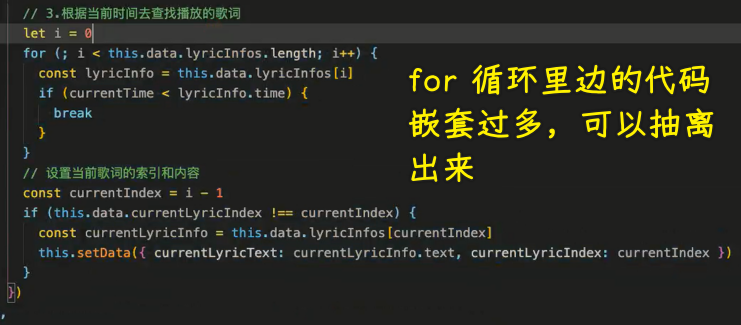 // 3.根据当前时间去查找播放的歌词
let i = 0
for (; i < this.data.lyricInfos.length; i++) {
const lyricInfo = this.data.lyricInfos[i]
if (currentTime < lyricInfo.time) {
break
}
}
// 设置当前歌词的索引和内容
const currentIndex = i - 1
if (this.data.currentLyricIndex !== currentIndex) {
const currentLyricInfo = this.data.lyricInfos[currentIndex]
this.setData({ currentLyricText: currentLyricInfo.text, currentLyricIndex: currentIndex })
}
})
,
for 循环里边的代码
嵌套过多，可以抽离
出来